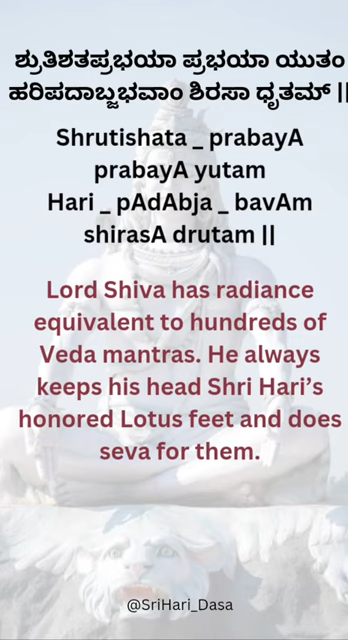 ಶ್ರುತಿಶತಪ್ರಭಯಾ ಪ್ರಭಯಾ ಯುತಂ
ಹರಿಪದಾಬ್ಜಭವಾಂ ಶಿರಸಾ ಧೃತಮ್ ||
Shrutishata _ prabayA
prabayA yutam
Hari _ pAdAbja _ bavAm
shirasA drutam ||
Lord Shiva has radiance
equivalent to hundreds of
Veda mantras. He always
keeps his head Shri Hari’s
honored Lotus feet and does
seva for them.
@SriHari_Dasa